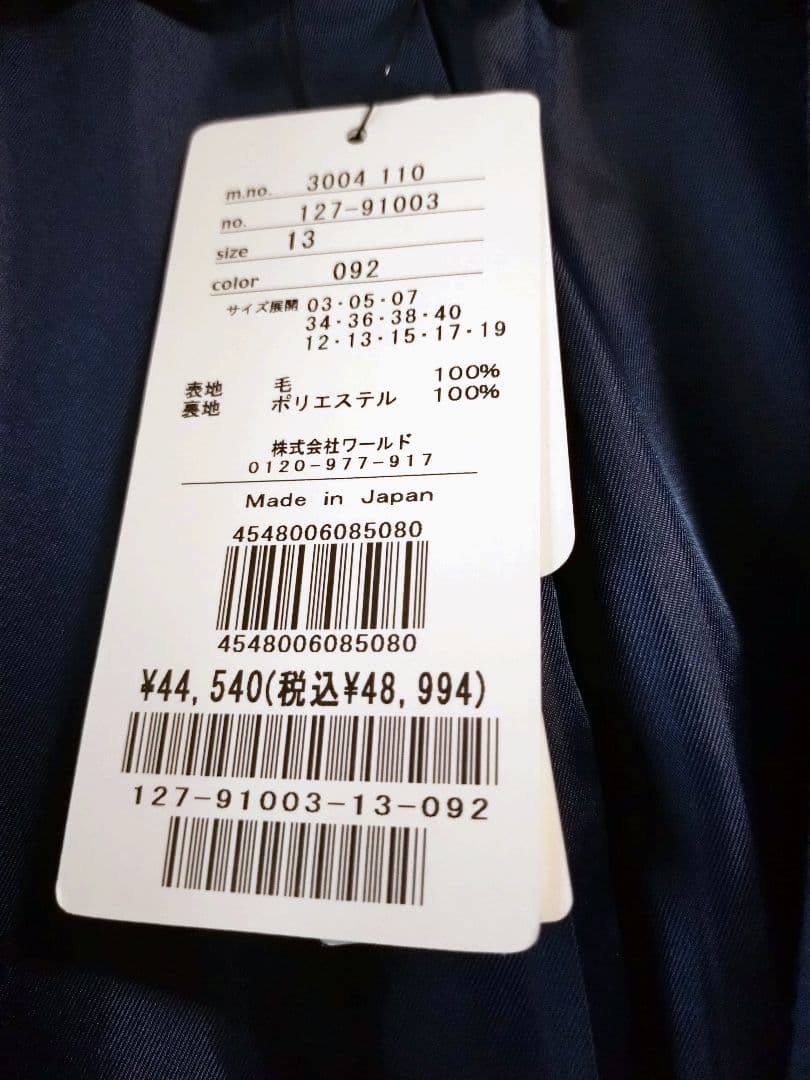 m.no. 3004 110
no. 127-91003
size 13
color 092
サイズ展開 03・05・07
34・36・38・40
12・13・15・17・19
表地 毛 100%
裏地 ポリエステル 100%
株式会社ワールド
0120-977-917
Made in Japan
4548006085080
4548006085080
¥44,540(税込¥48,994)
127-91003-13-092